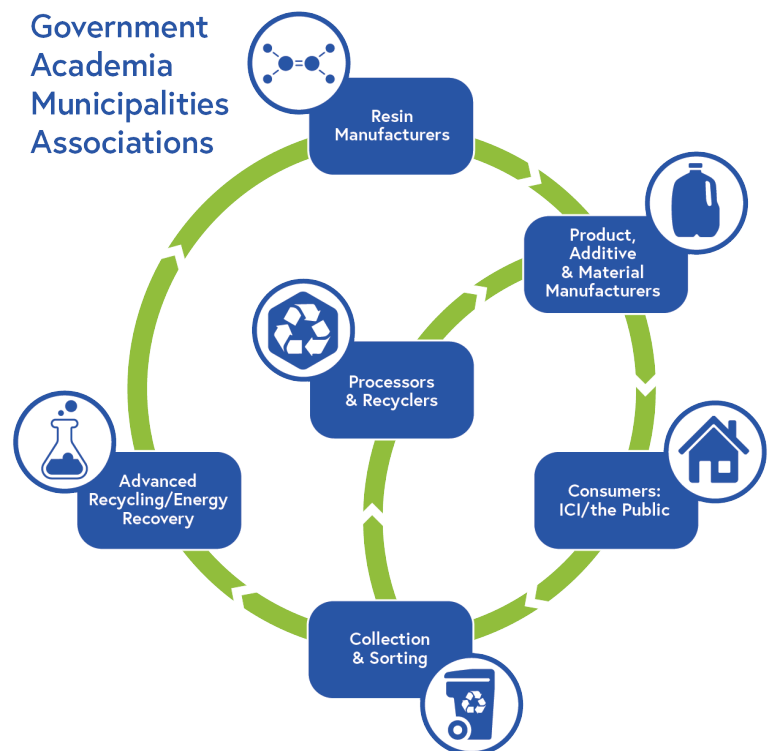 Government
Academia
Municipalities
Associations
Resin
Manufacturers
Product,
Additive
& Material
Manufacturers
Processors
& Recyclers
Advanced
Recycling/Energy
Recovery
Consumers:
ICI/the Public
Collection
& Sorting